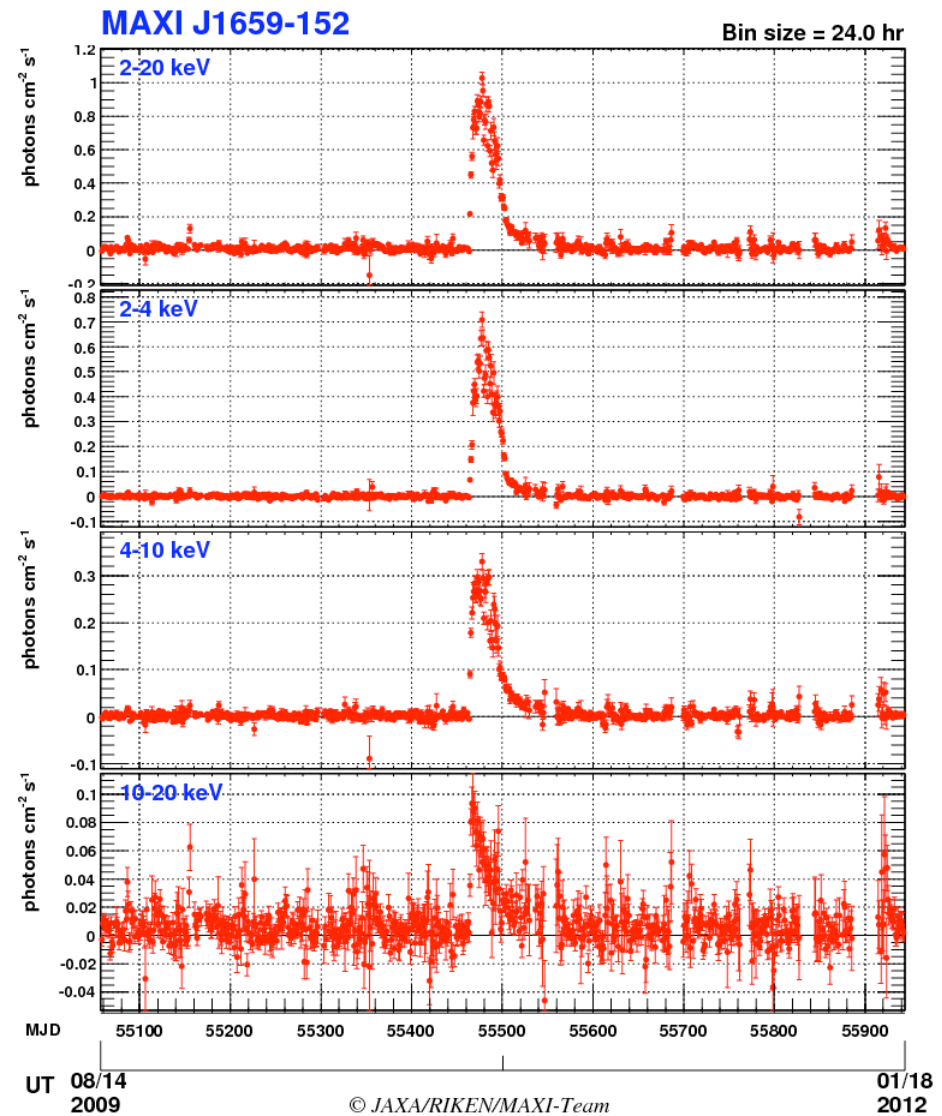 MAXI J1659-152
Bin size = 24.0 hr
photons cm-2 s-1
2-20 keV
1.2
1
0.8
0.6
0.4
0.2
0
-0.2
photons cm-2 s-1
2-4 keV
0.8
0.7
0.6
0.5
0.4
0.3
0.2
0.1
0
-0.1
photons cm-2 s-1
4-10 keV
0.3
0.2
0.1
0
-0.1
photons cm-2 s-1
10-20 keV
0.1
0.08
0.06
0.04
0.02
0
-0.02
-0.04
MJD 55100 55200 55300 55400 55500 55600 55700 55800 55900
UT 08/14 01/18
2009 © JAXA/RIKEN/MAXI-Team 2012